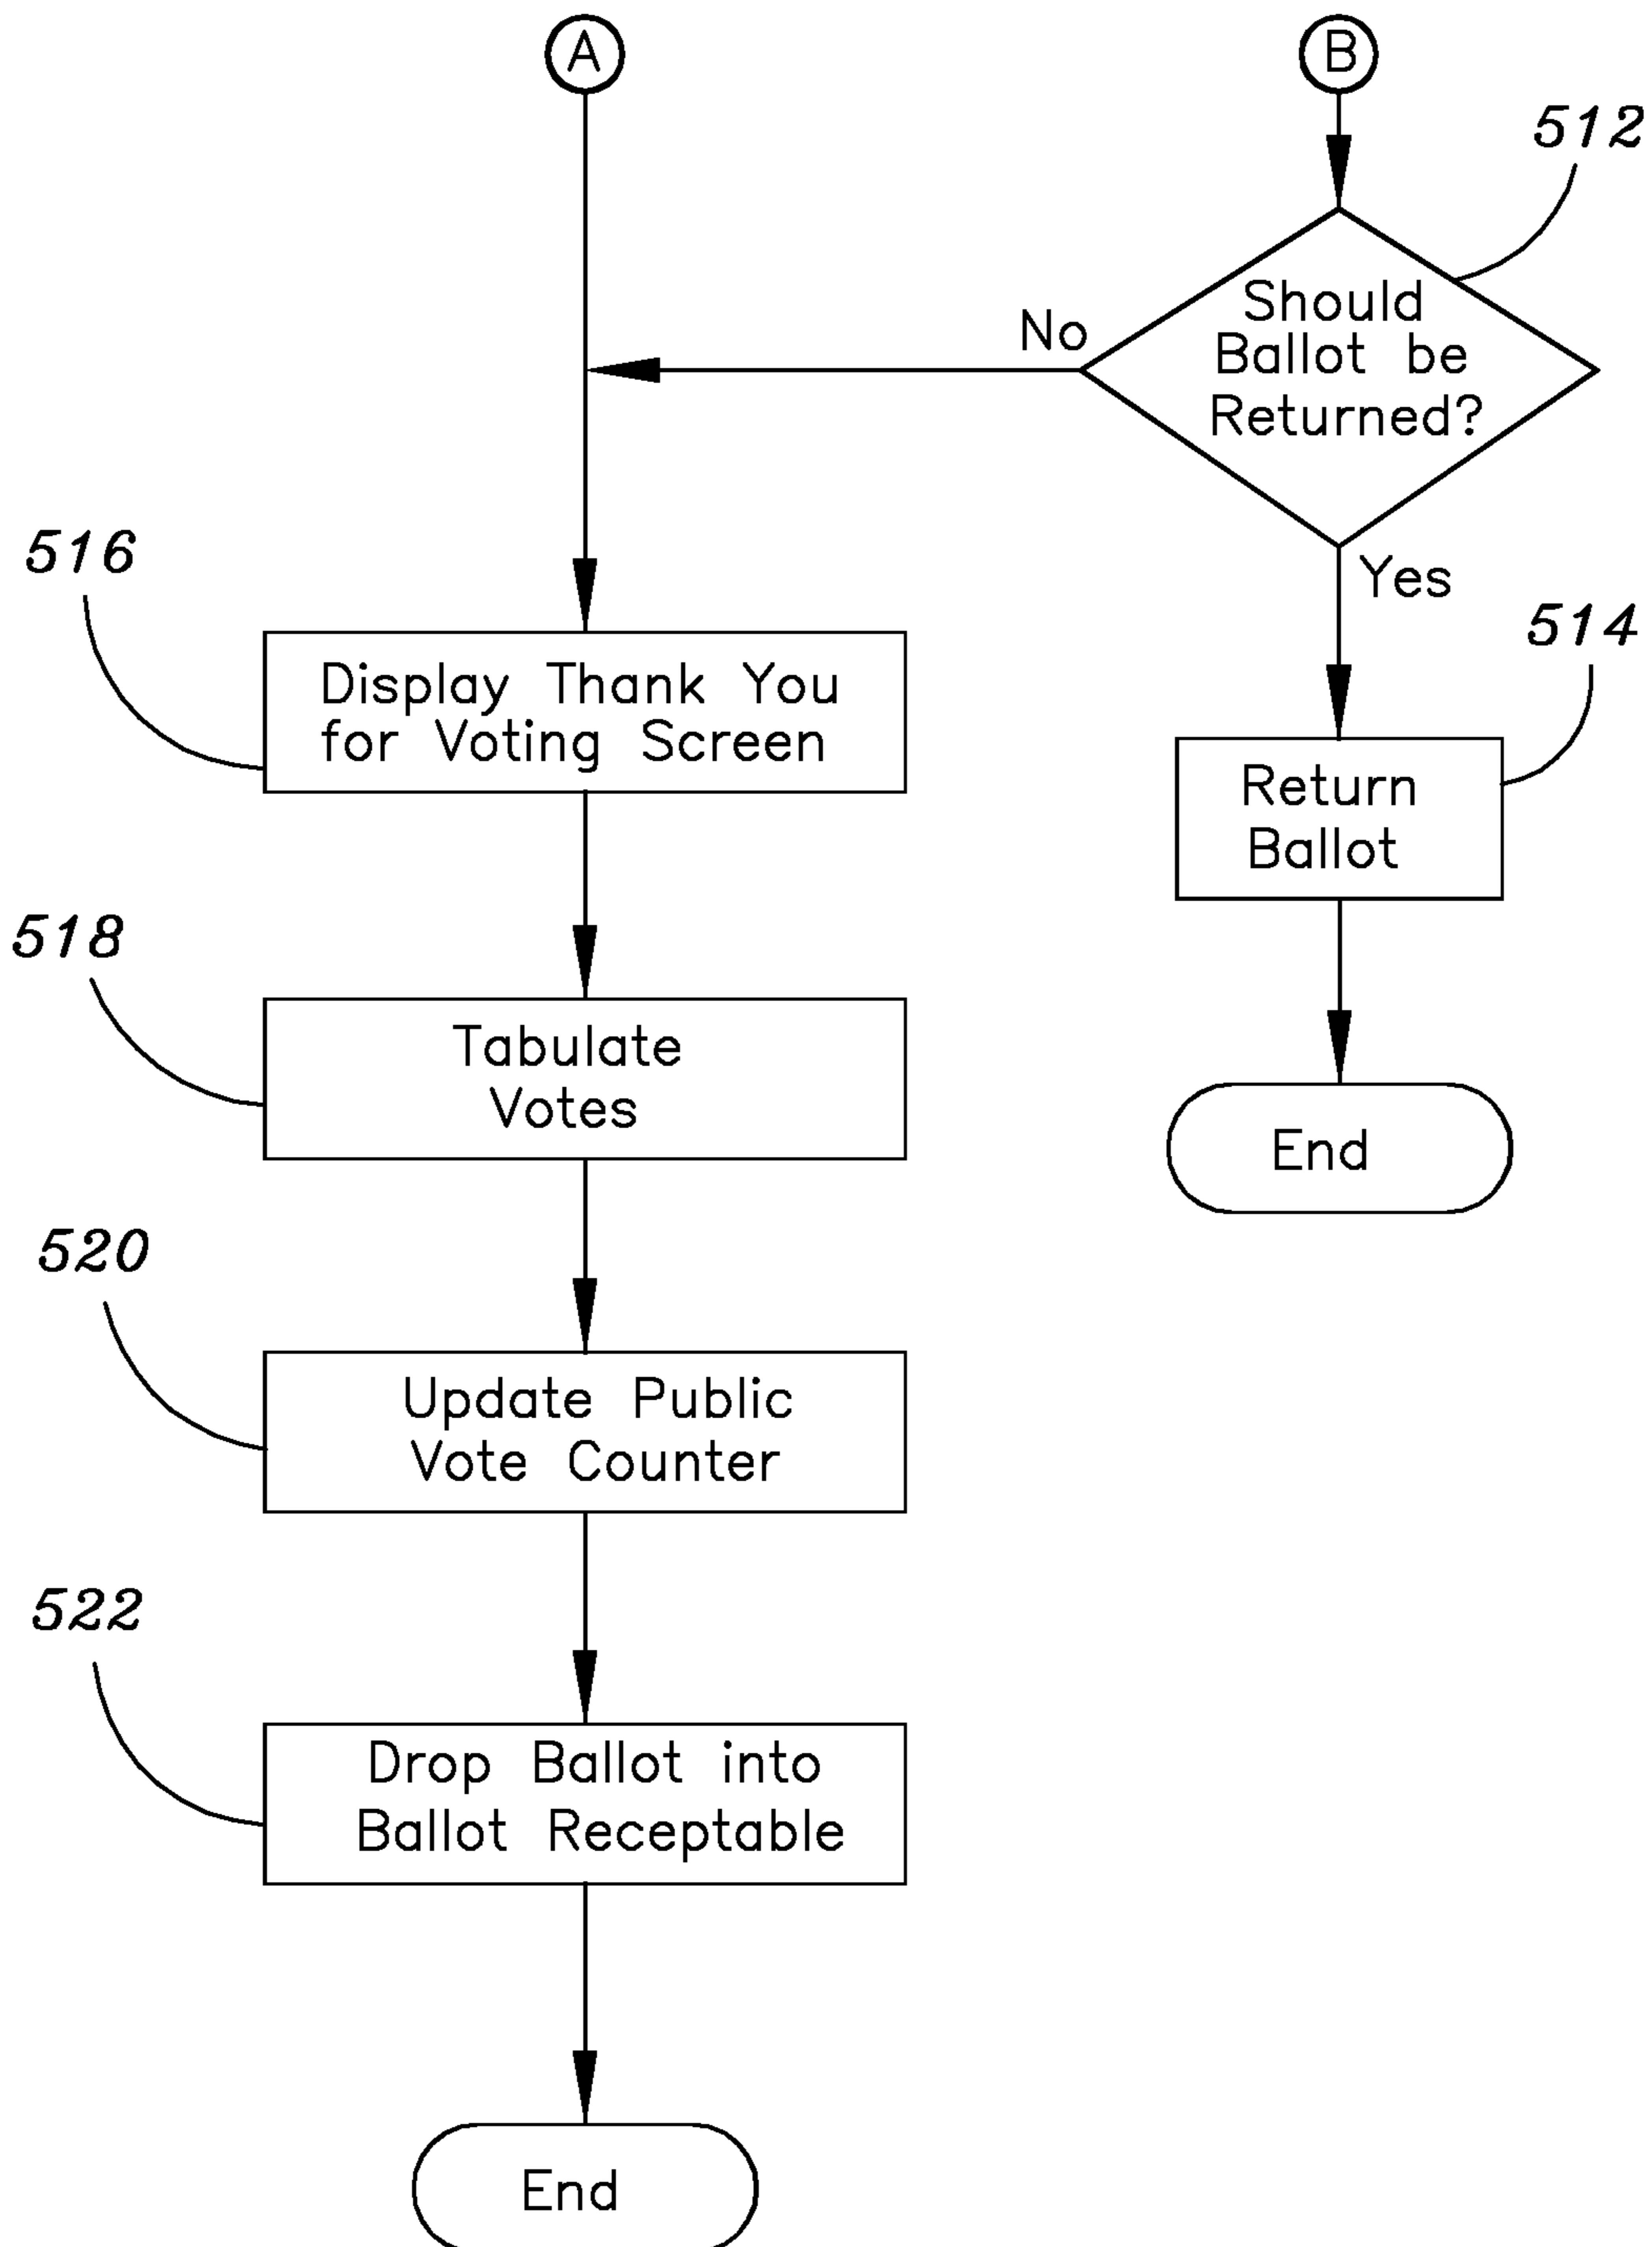 A
B
512
Should
Ballot be
Returned?
No
Yes
516
Display Thank You
for Voting Screen
514
Return
Ballot
518
Tabulate
Votes
End
520
Update Public
Vote Counter
522
Drop Ballot into
Ballot Receptable
End